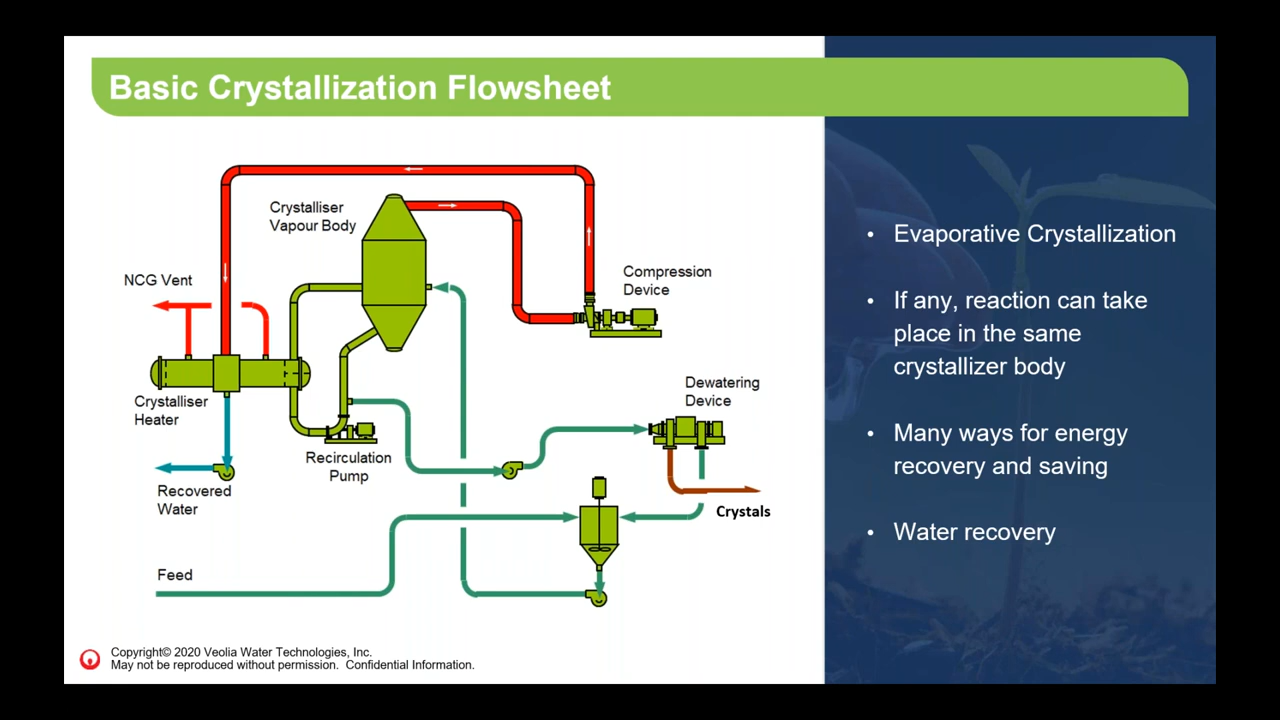 Basic Crystallization Flowsheet
Crystalliser
Vapour Body
NCG Vent
Compression
Device
Crystalliser
Heater
Dewatering
Device
Recirculation
Pump
Recovered
Water
Crystals
Feed
• Evaporative Crystallization
• If any, reaction can take
place in the same
crystallizer body
• Many ways for energy
recovery and saving
• Water recovery
Copyright© 2020 Veolia Water Technologies, Inc.
May not be reproduced without permission. Confidential Information.